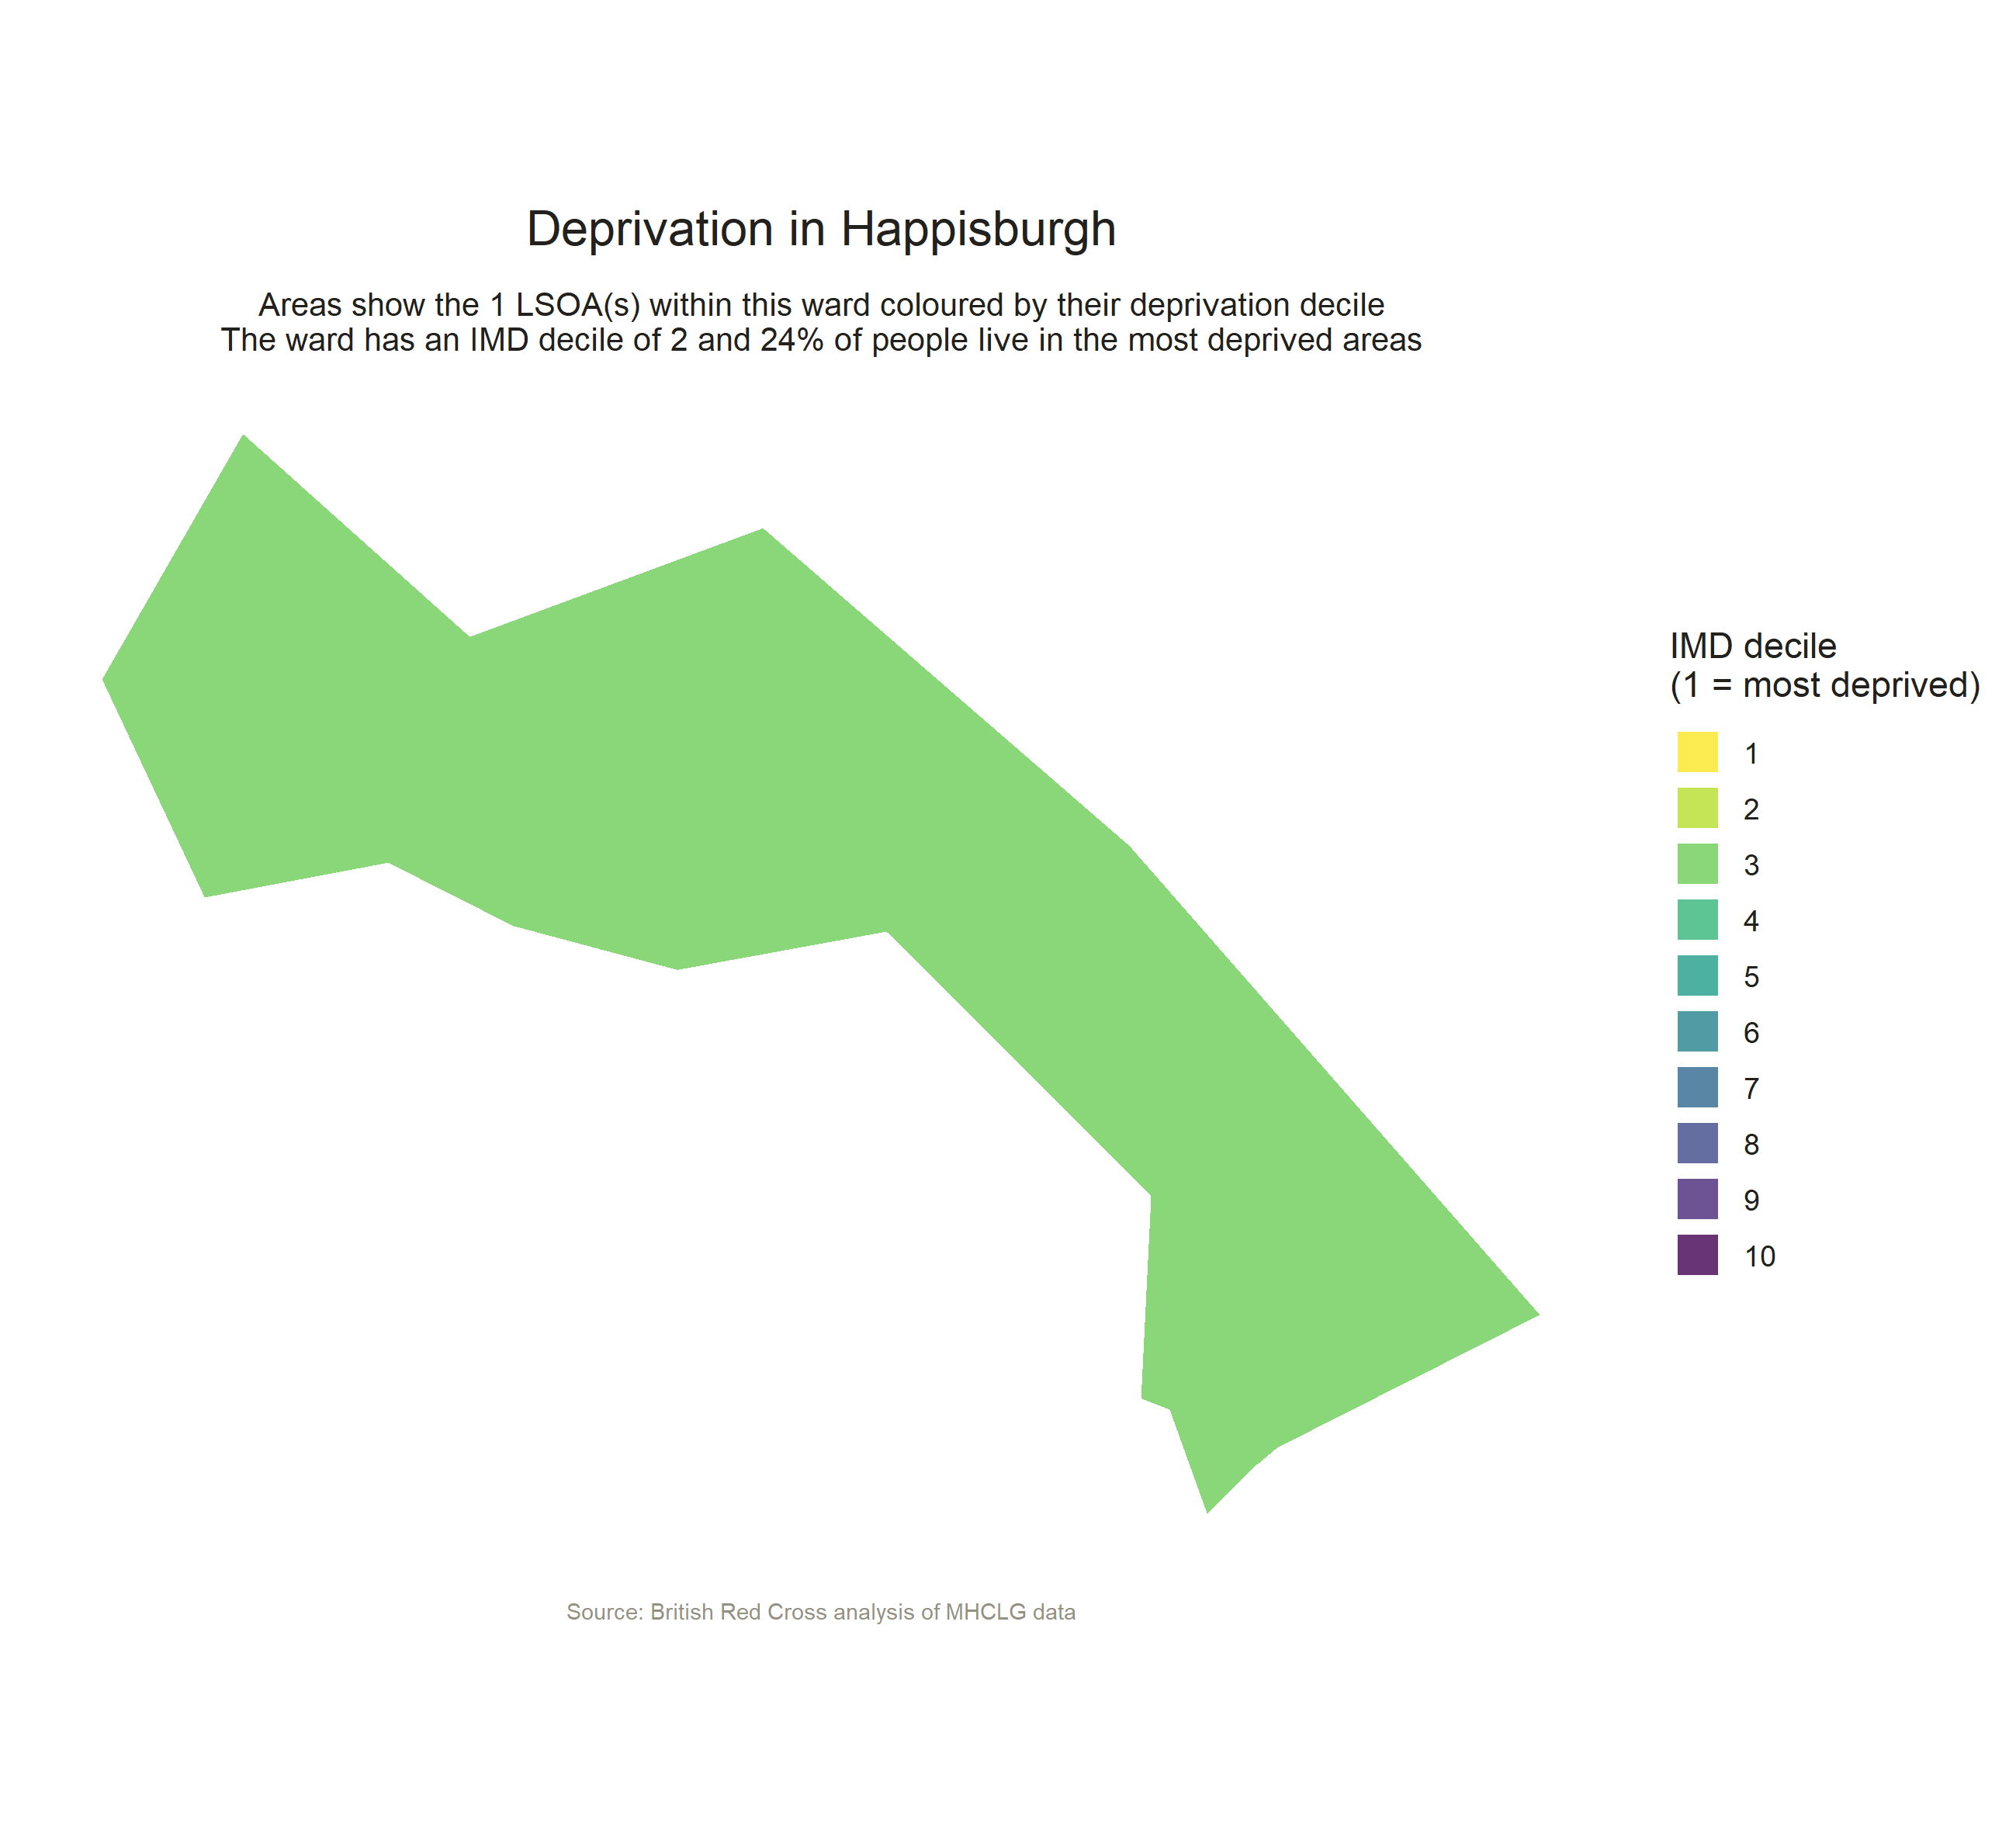 Deprivation in Happisburgh
Areas show the 1 LSOA(s) within this ward coloured by their deprivation decile
The ward has an IMD decile of 2 and 24% of people live in the most deprived areas
IMD decile
(1 = most deprived)
1
2
3
4
5
6
7
8
9
10
Source: British Red Cross analysis of MHCLG data